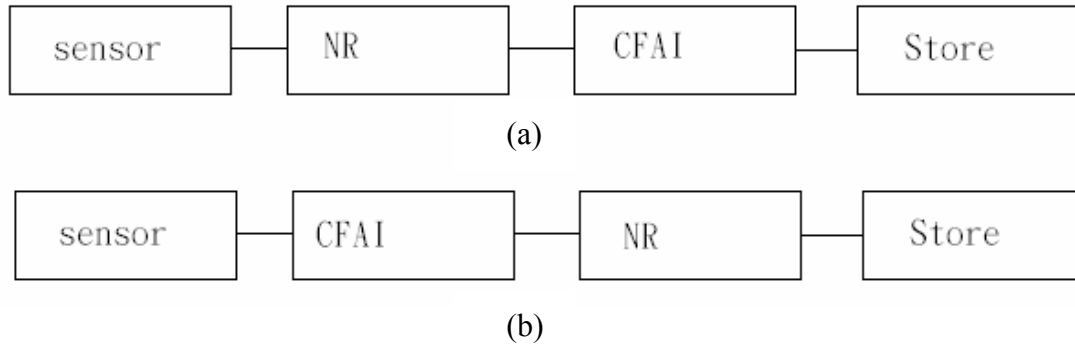 sensor NR CFAI Store
(a)
sensor CFAI NR Store
(b)